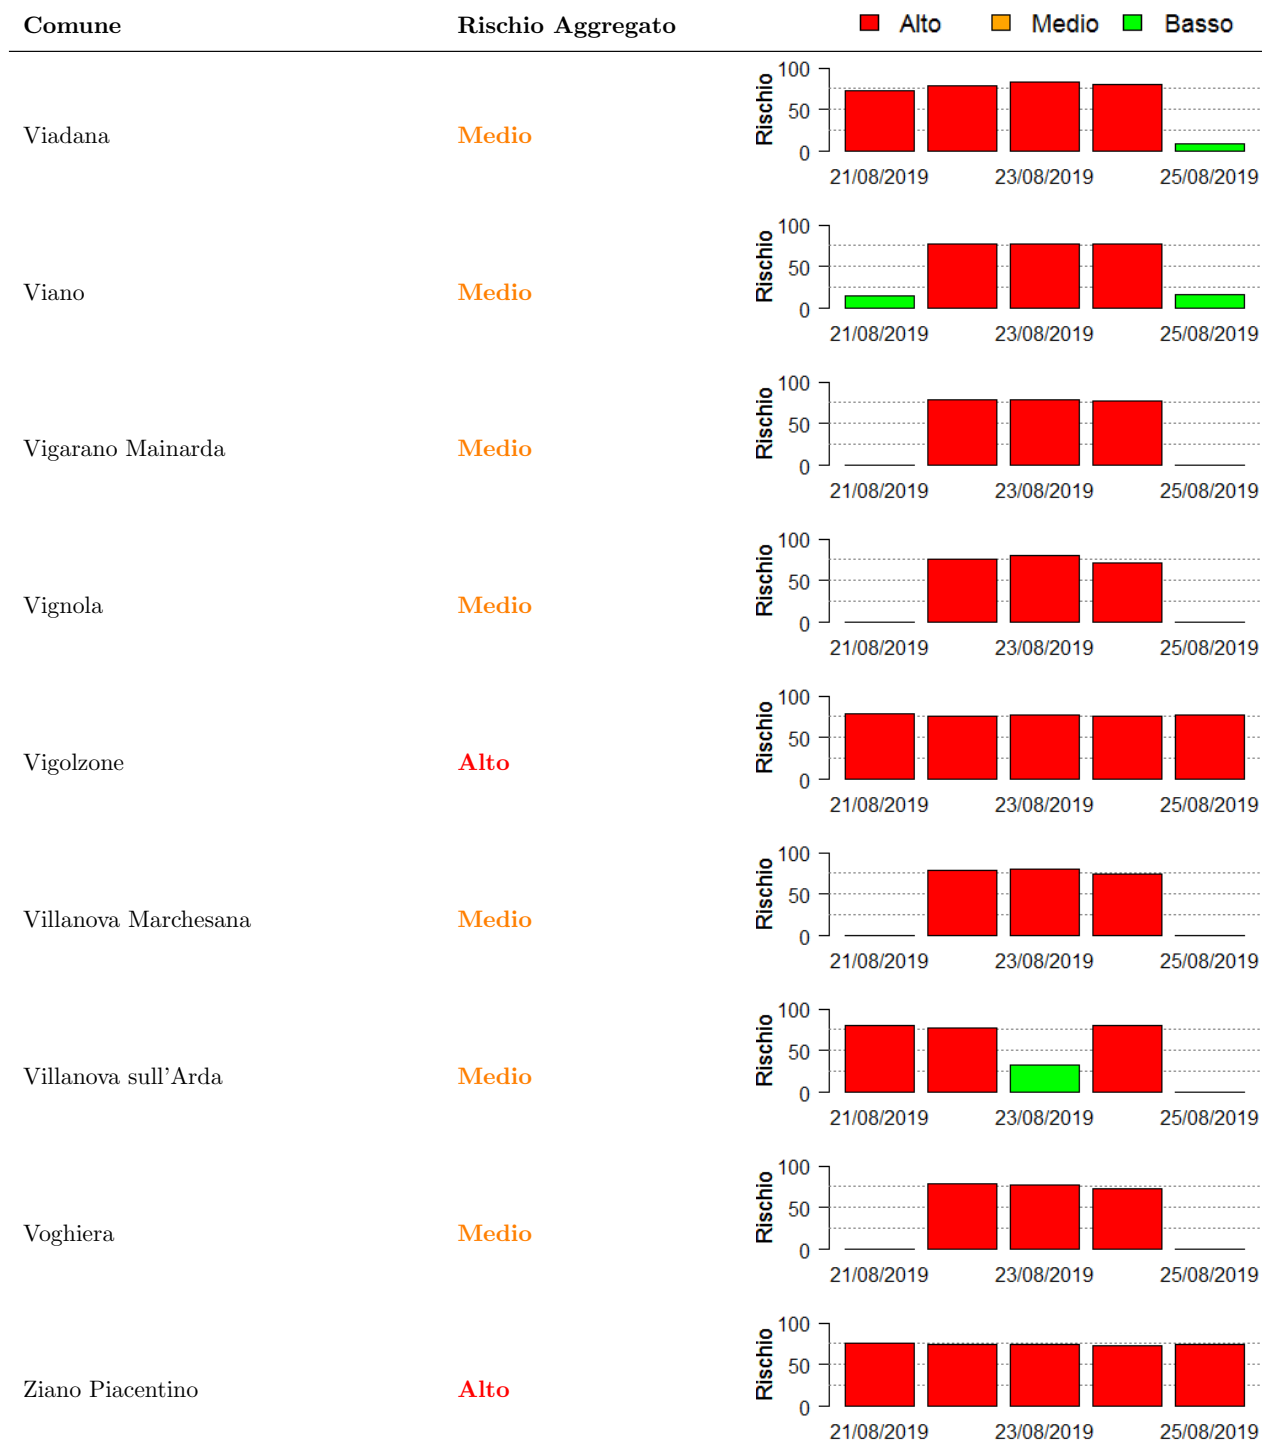 Comune Rischio Aggregato Alto Medio Basso
Viadana Medio Rischio 100 50 0
21/08/2019 23/08/2019 25/08/2019
Viano Medio Rischio 100 50 0
21/08/2019 23/08/2019 25/08/2019
Vigarano Mainarda Medio Rischio 100 50 0
21/08/2019 23/08/2019 25/08/2019
Vignola Medio Rischio 100 50 0
21/08/2019 23/08/2019 25/08/2019
Vigolzone Alto Rischio 100 50 0
21/08/2019 23/08/2019 25/08/2019
Villanova Marchesana Medio Rischio 100 50 0
21/08/2019 23/08/2019 25/08/2019
Villanova sull'Arda Medio Rischio 100 50 0
21/08/2019 23/08/2019 25/08/2019
Voghiera Medio Rischio 100 50 0
21/08/2019 23/08/2019 25/08/2019
Ziano Piacentino Alto Rischio 100 50 0
21/08/2019 23/08/2019 25/08/2019